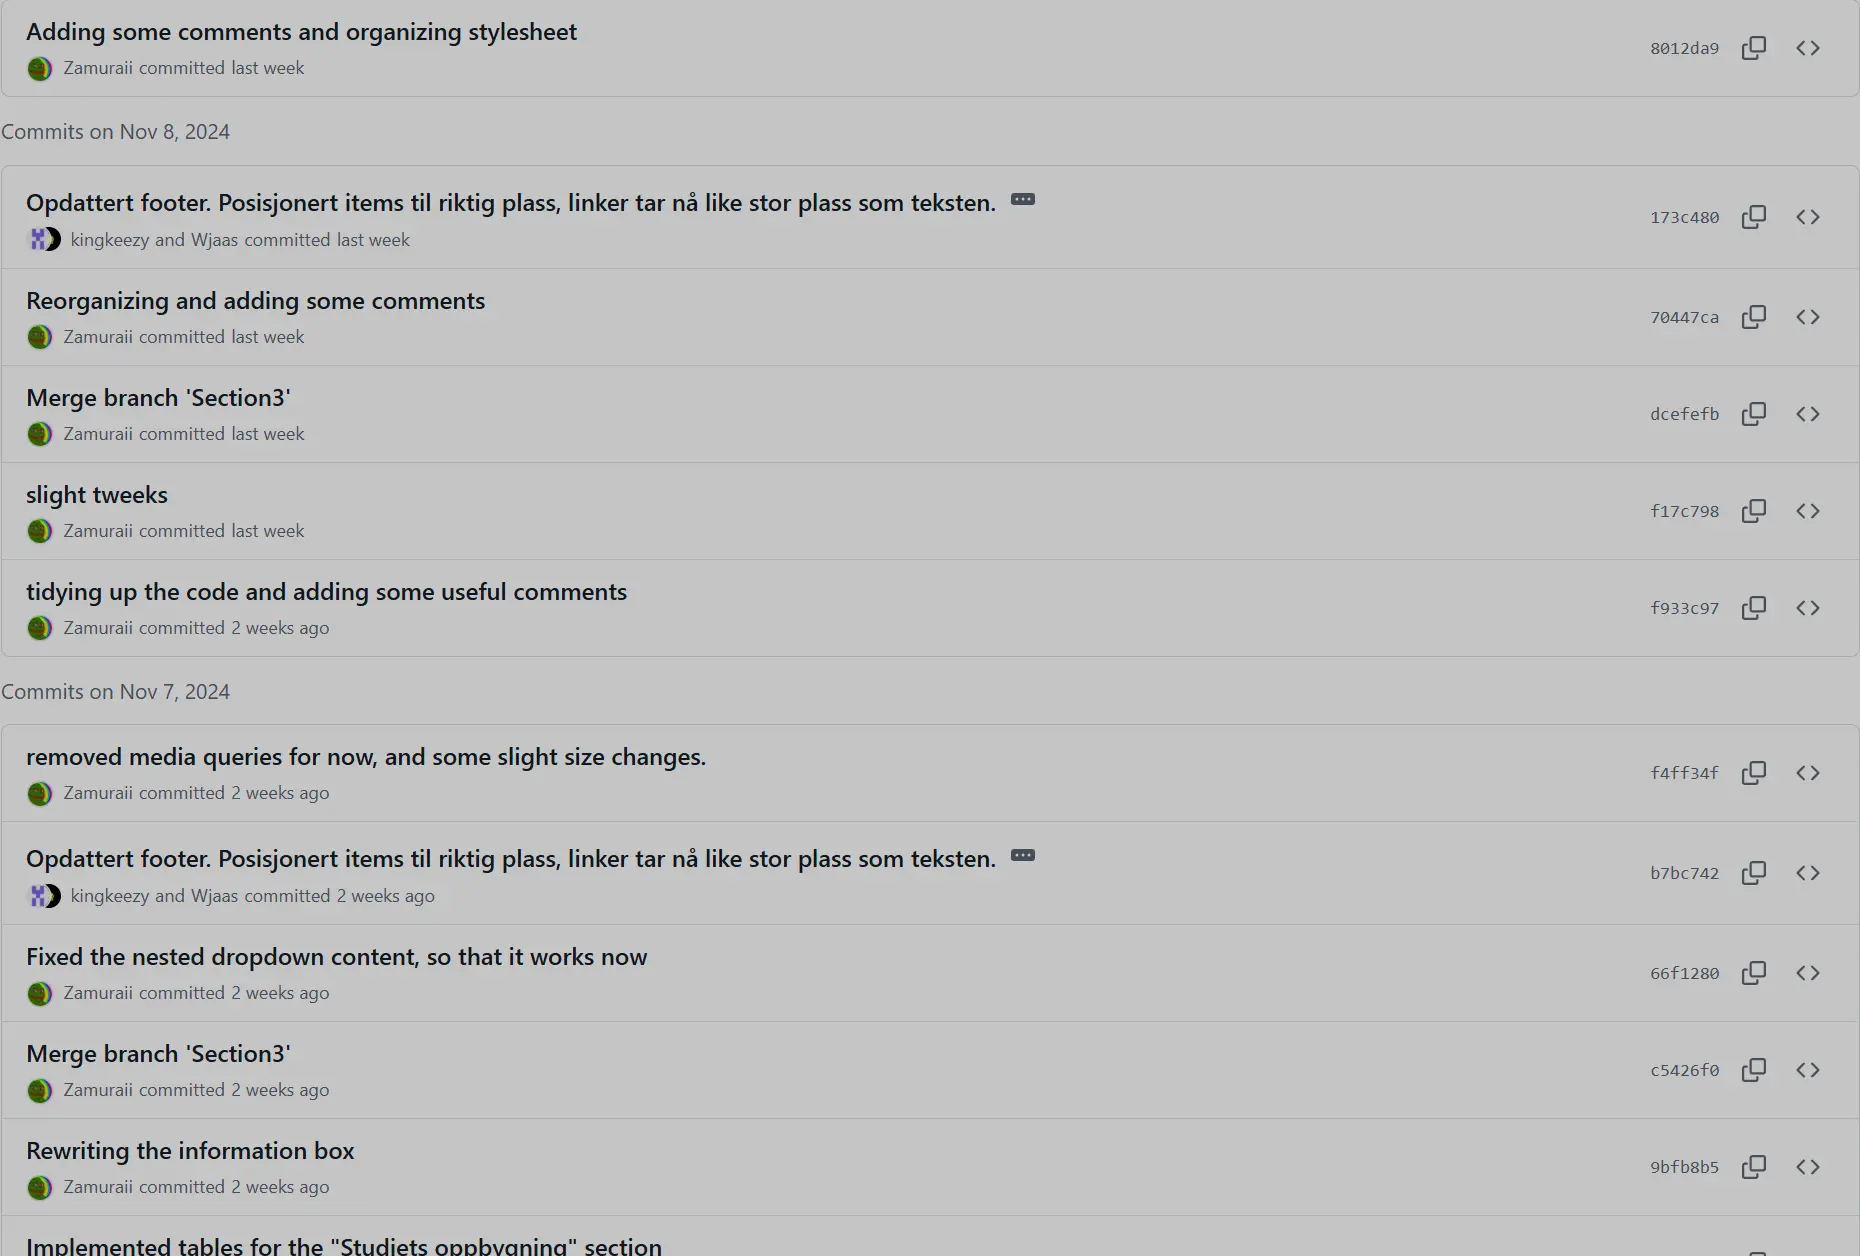 Adding some comments and organizing stylesheet
Zamuraii committed last week
8012da9
Commits on Nov 8, 2024
Opdattert footer. Posisjonert items til riktig plass, linker tar nå like stor plass som teksten.
kingkeezy and Wjaas committed last week
173c480
Reorganizing and adding some comments
Zamuraii committed last week
70447ca
Merge branch 'Section3'
Zamuraii committed last week
dcefefb
slight tweeks
Zamuraii committed last week
f17c798
tidying up the code and adding some useful comments
Zamuraii committed 2 weeks ago
f933c97
Commits on Nov 7, 2024
removed media queries for now, and some slight size changes.
Zamuraii committed 2 weeks ago
f4ff34f
Opdattert footer. Posisjonert items til riktig plass, linker tar nå like stor plass som teksten.
kingkeezy and Wjaas committed 2 weeks ago
b7bc742
Fixed the nested dropdown content, so that it works now
Zamuraii committed 2 weeks ago
66f1280
Merge branch 'Section3'
Zamuraii committed 2 weeks ago
c5426f0
Rewriting the information box
Zamuraii committed 2 weeks ago
9bfb8b5
Implemented tables for the "Studiets oppbygning" section